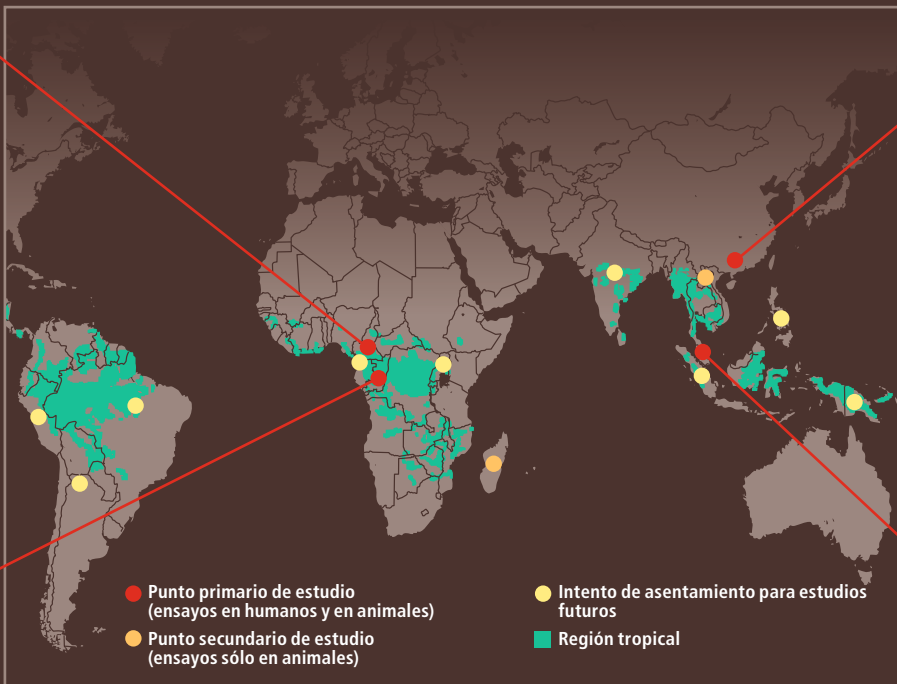 Punto primario de estudio
(ensayos en humanos y en animales)
Punto secundario de estudio
(ensayos sólo en animales)
Intento de asentamiento para estudios
futuros
Región tropical